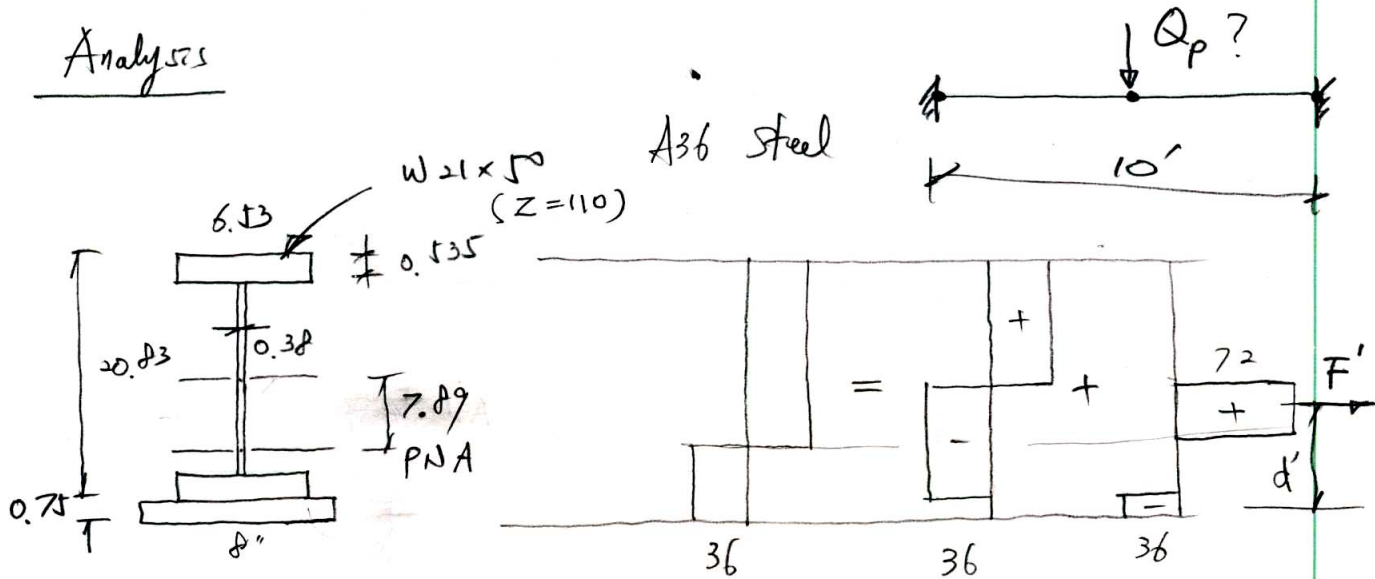 Analysis
Q_p ?
A36 Steel
10'
W 21 x 50
(Z = 110)
6.53
0.535
20.83
0.38
7.89
PNA
0.75
8"
=
+
-
+
72
+
-
F'
d'
36
36
36